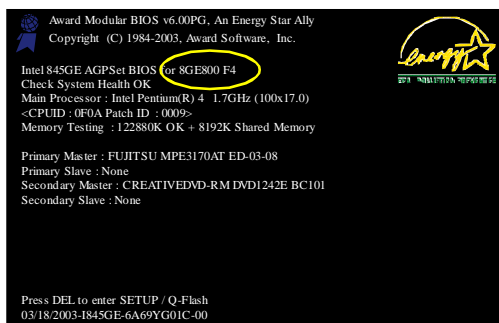 Award Modular BIOS v6.00PG, An Energy Star Ally
Copyright (C) 1984-2003, Award Software, Inc.
energy
EPA POLLUTION PREVENTER
Intel 845GE AGPSet BIOS for 8GE800 F4
Check System Health OK
Main Processor : Intel Pentium(R) 4 1.7GHz (100x17.0)
<CPUID : 0F0A Patch ID : 0009>
Memory Testing : 122880K OK + 8192K Shared Memory
Primary Master : FUJITSU MPE3170AT ED-03-08
Primary Slave : None
Secondary Master : CREATIVEDVD-RM DVD1242E BC101
Secondary Slave : None
Press DEL to enter SETUP / Q-Flash
03/18/2003-I845GE-6A69YG01C-00